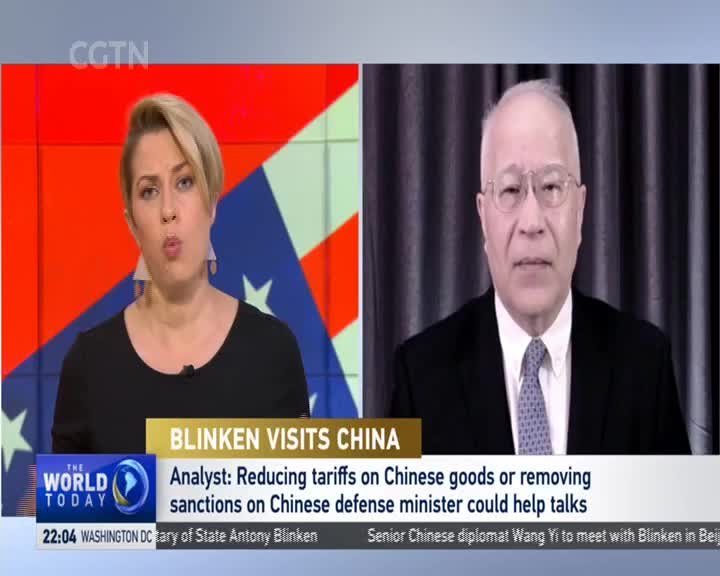 CGTN
BLINKEN VISITS CHINA
Analyst: Reducing tariffs on Chinese goods or removing
sanctions on Chinese defense minister could help talks
THE
WORLD
TODAY
22:04 WASHINGTON DC
tary of State Antony Blinken Senior Chinese diplomat Wang Yi to meet with Blinken in Beij